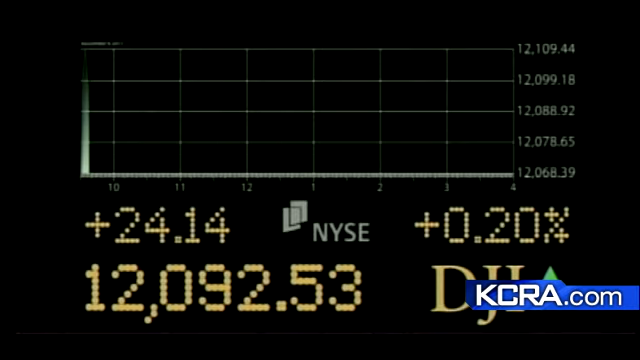 12,109.44
12,099.18
12,088.92
12,078.65
12,068.39
10 11 12 1 2 3 4
+24.14 NYSE +0.20%
12,092.53 DJI
KCRA.com